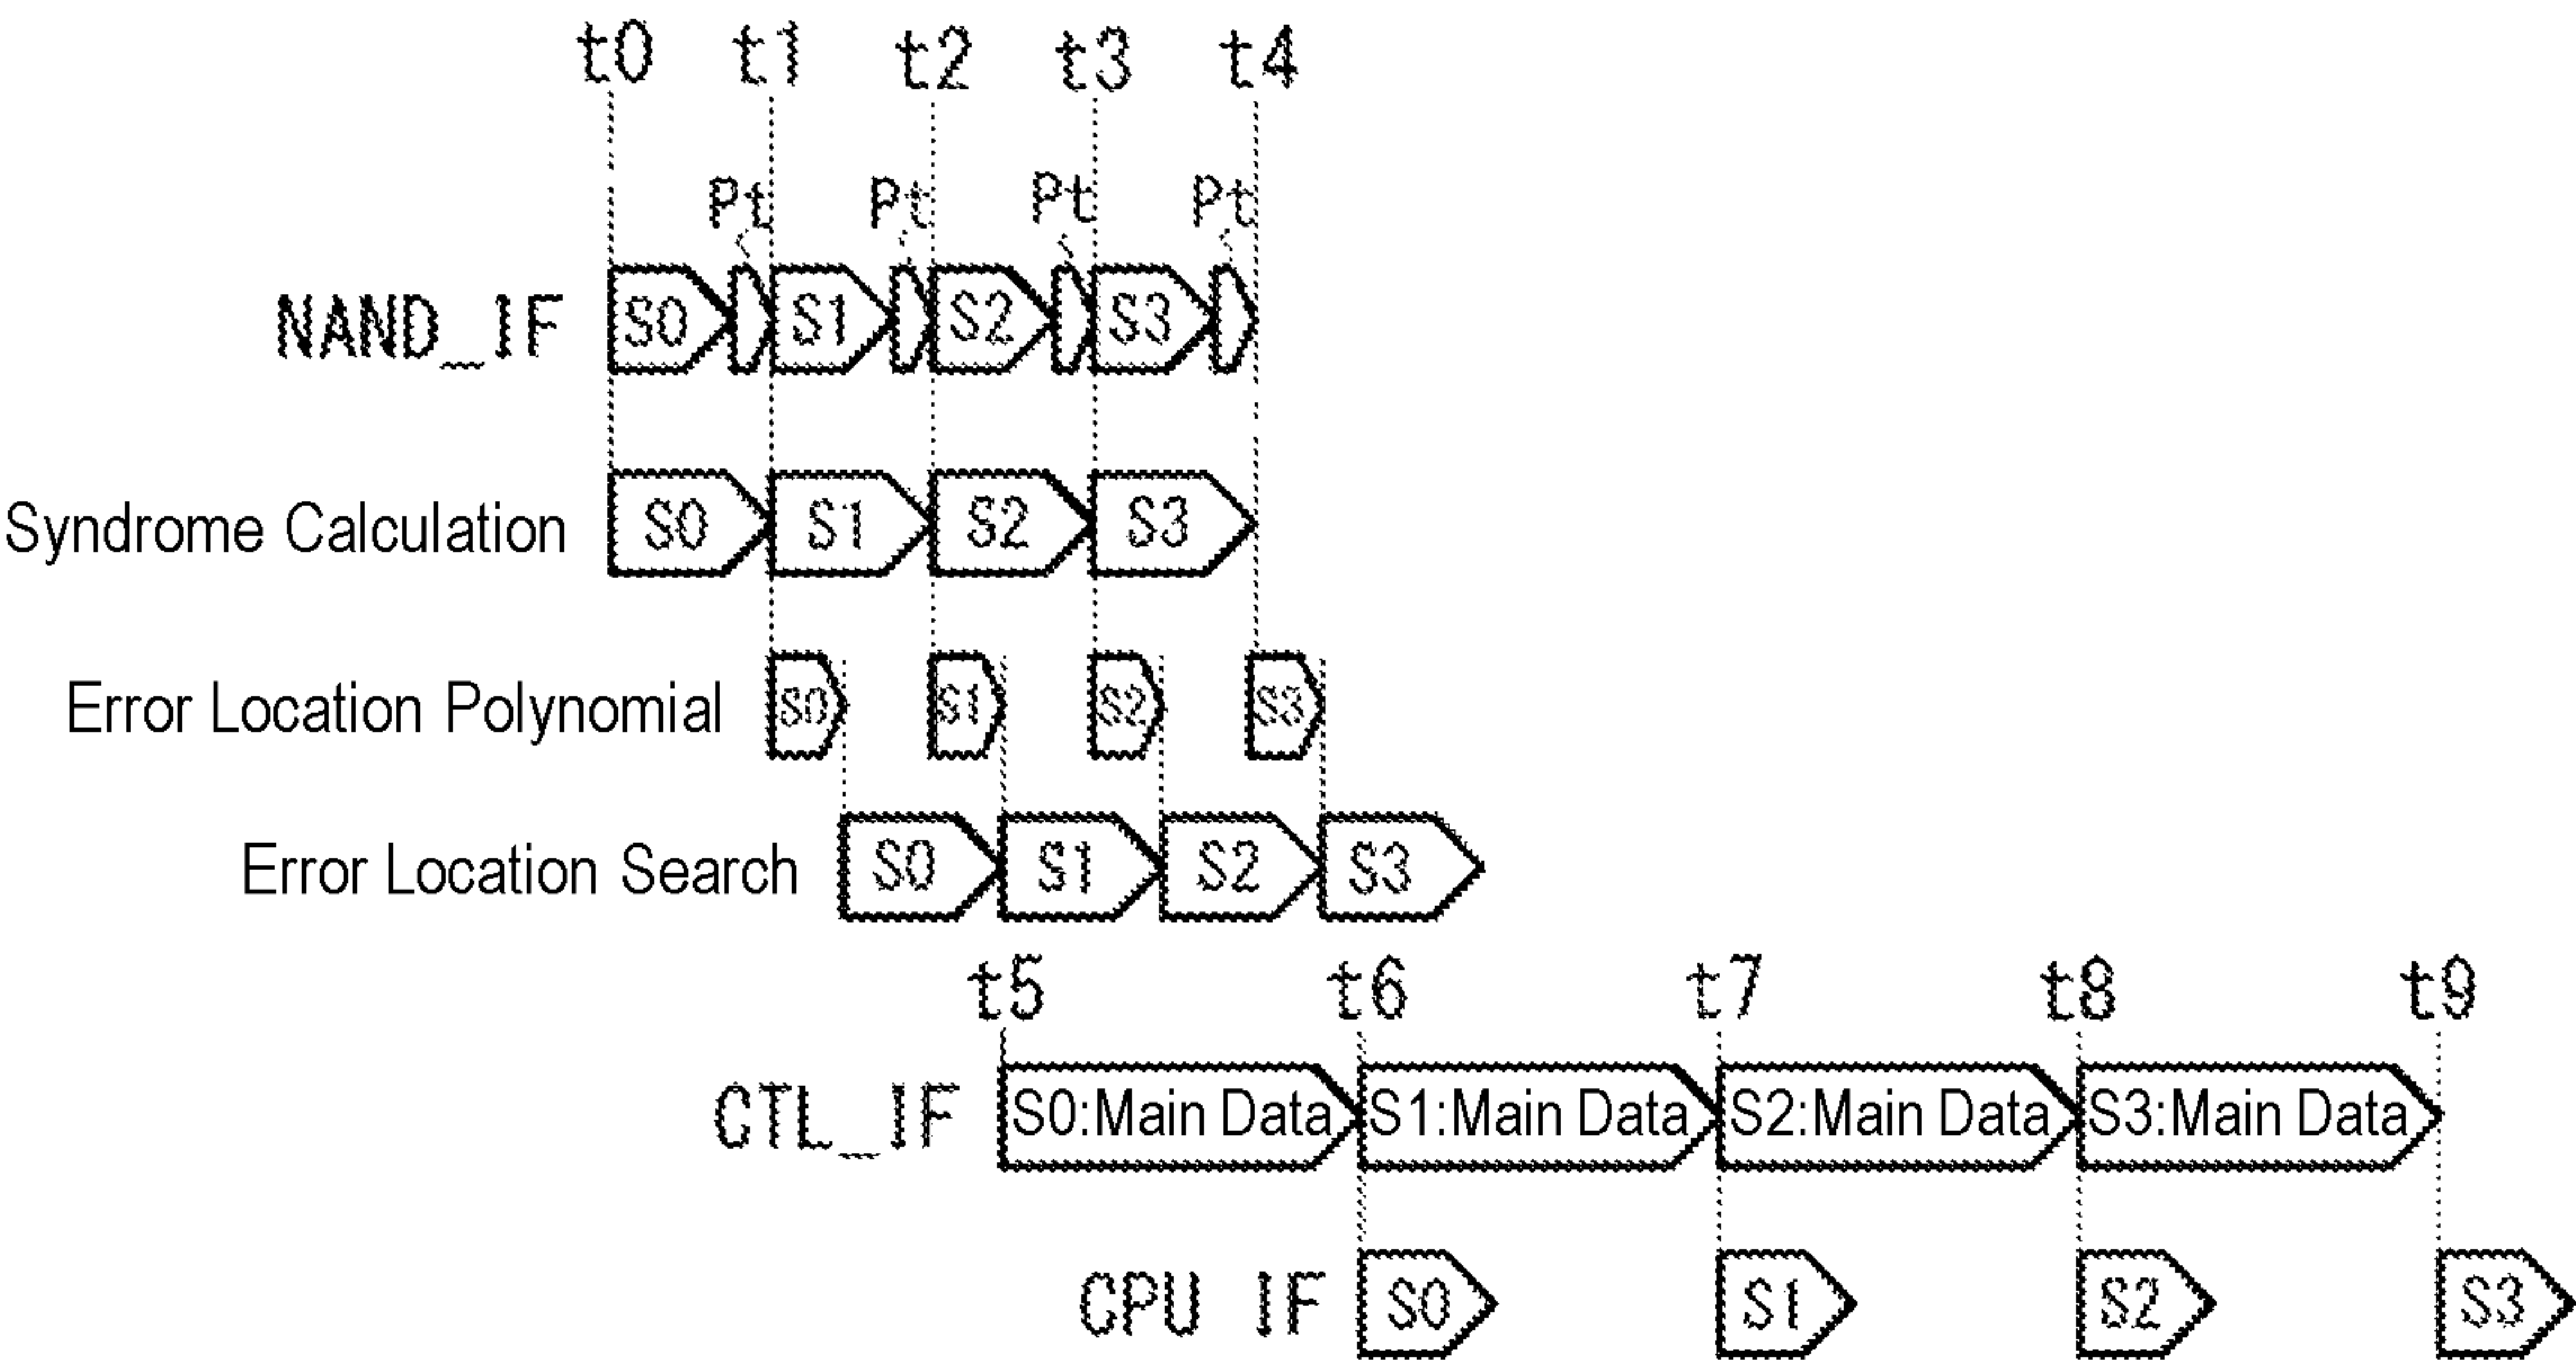 t0 t1 t2 t3 t4
Pt Pt Pt Pt
NAND_IF S0 S1 S2 S3
Syndrome Calculation S0 S1 S2 S3
Error Location Polynomial S0 S1 S2 S3
Error Location Search S0 S1 S2 S3
t5 t6 t7 t8 t9
CTL_IF S0:Main Data S1:Main Data S2:Main Data S3:Main Data
CPU IF S0 S1 S2 S3